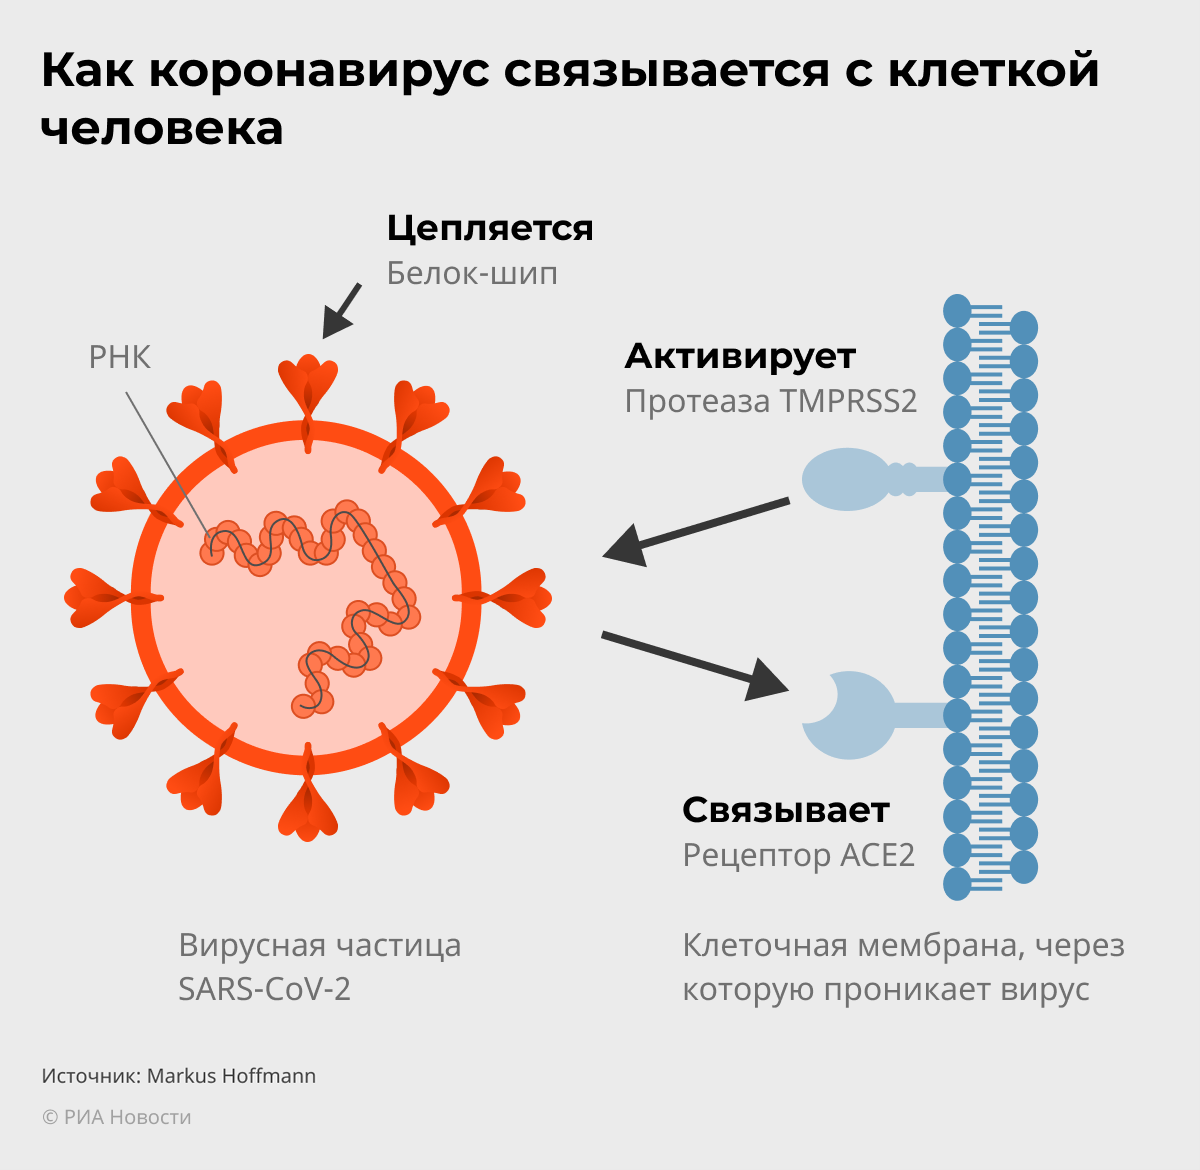 Как коронавирус связывается с клеткой
человека
Цепляется
Белок-шип
РНК
Активирует
Протеаза TMPRSS2
Связывает
Рецептор ACE2
Вирусная частица
SARS-CoV-2
Клеточная мембрана, через
которую проникает вирус
Источник: Markus Hoffmann
© РИА Новости